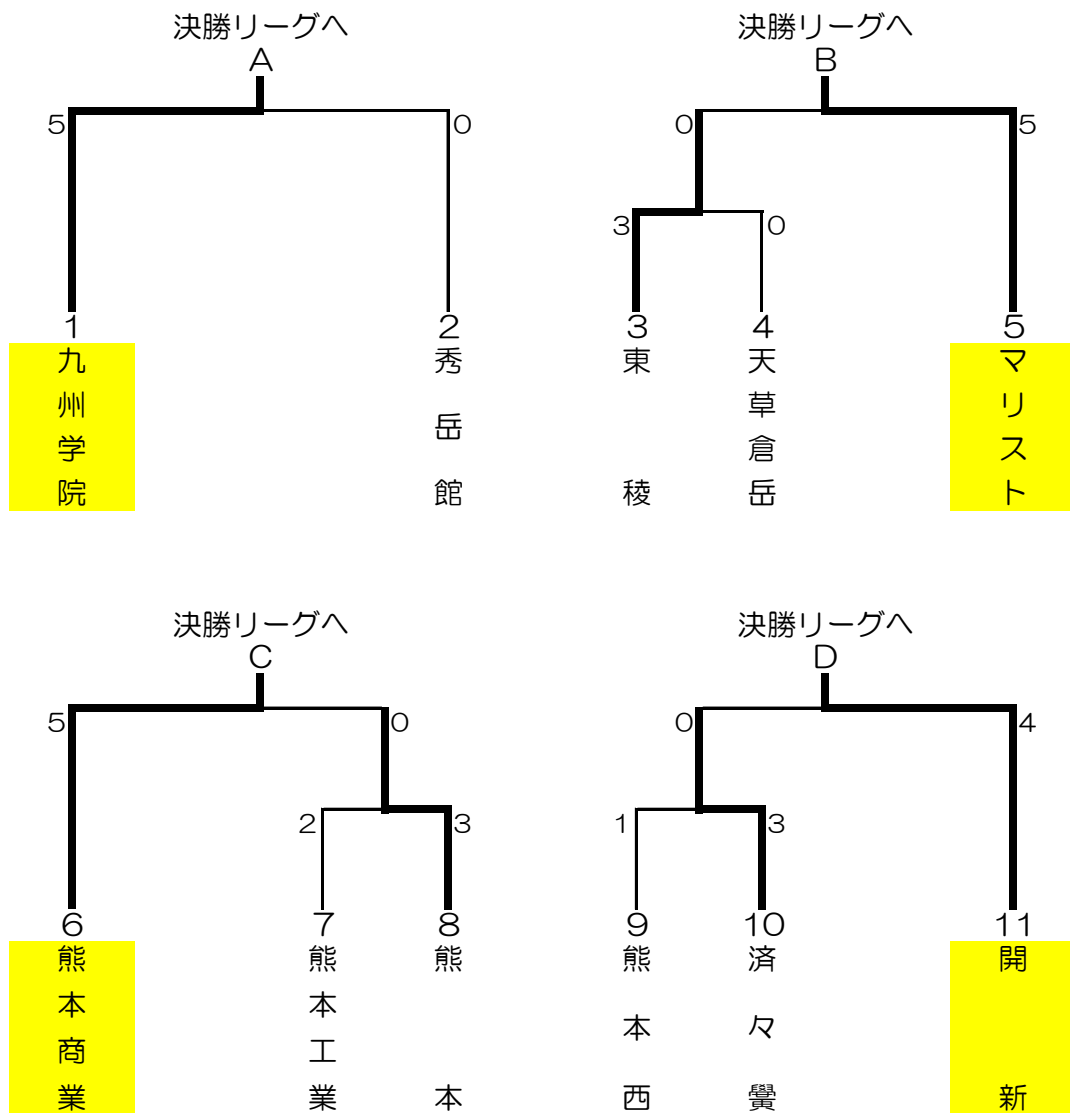 決勝リーグへ
A
5
0
1
九州学院
2
秀岳館
決勝リーグへ
B
0
5
3
0
3
東稜
4
天草倉岳
5
マリスト
決勝リーグへ
C
5
0
2
3
6
熊本商業
7
熊本工業
8
熊本
決勝リーグへ
D
0
4
1
3
9
熊本西
10
済々黌
11
開新